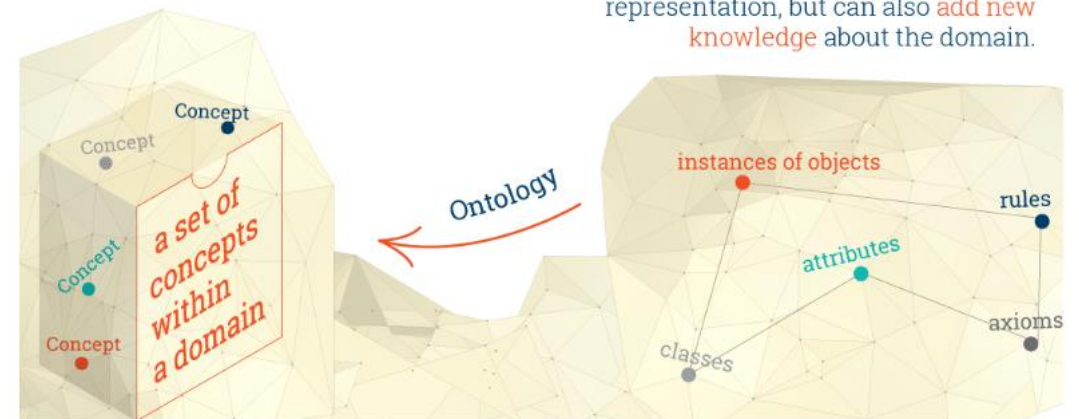 representation, but can also add new
knowledge about the domain.
Concept
Concept
Concept
Concept
a set of
concepts
within
a domain
Ontology
instances of objects
rules
attributes
axioms
classes